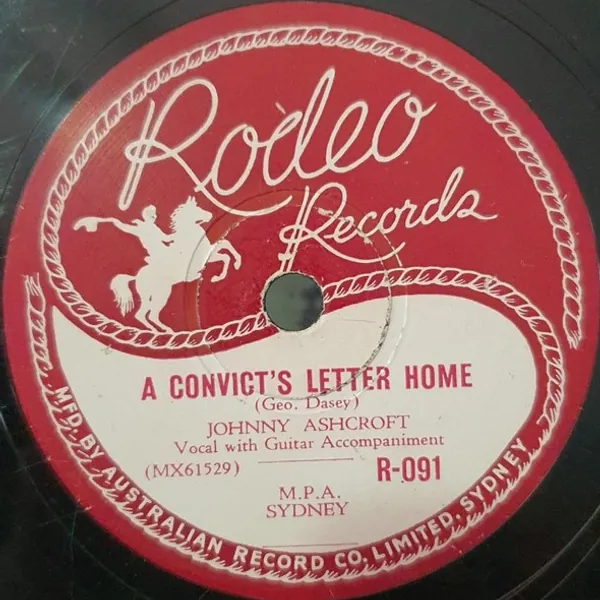 Rodeo
Records
A CONVICT'S LETTER HOME
(Geo. Dasey)
JOHNNY ASHCROFT
Vocal with Guitar Accompaniment
(MX61529)
R-091
M.P.A.
SYDNEY
MFD. BY AUSTRALIAN RECORD CO. LIMITED. SYDNEY